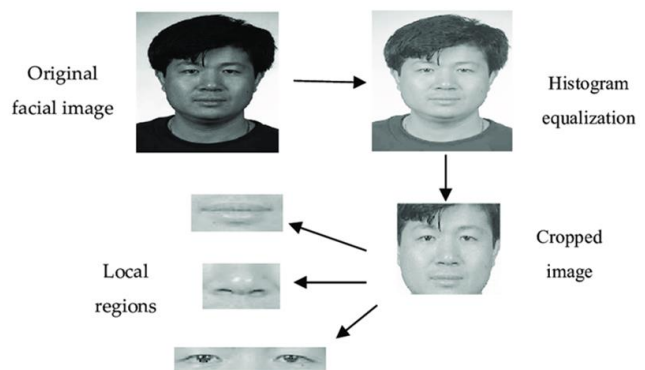 Original
facial image
Histogram
equalization
Cropped
image
Local
regions